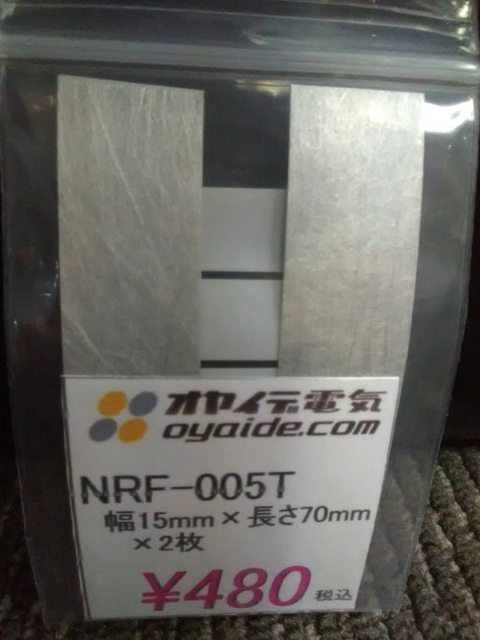 オヤイデ電気
oyaide.com
NRF-005T
幅15mm×長さ70mm
×2枚
¥480 税込